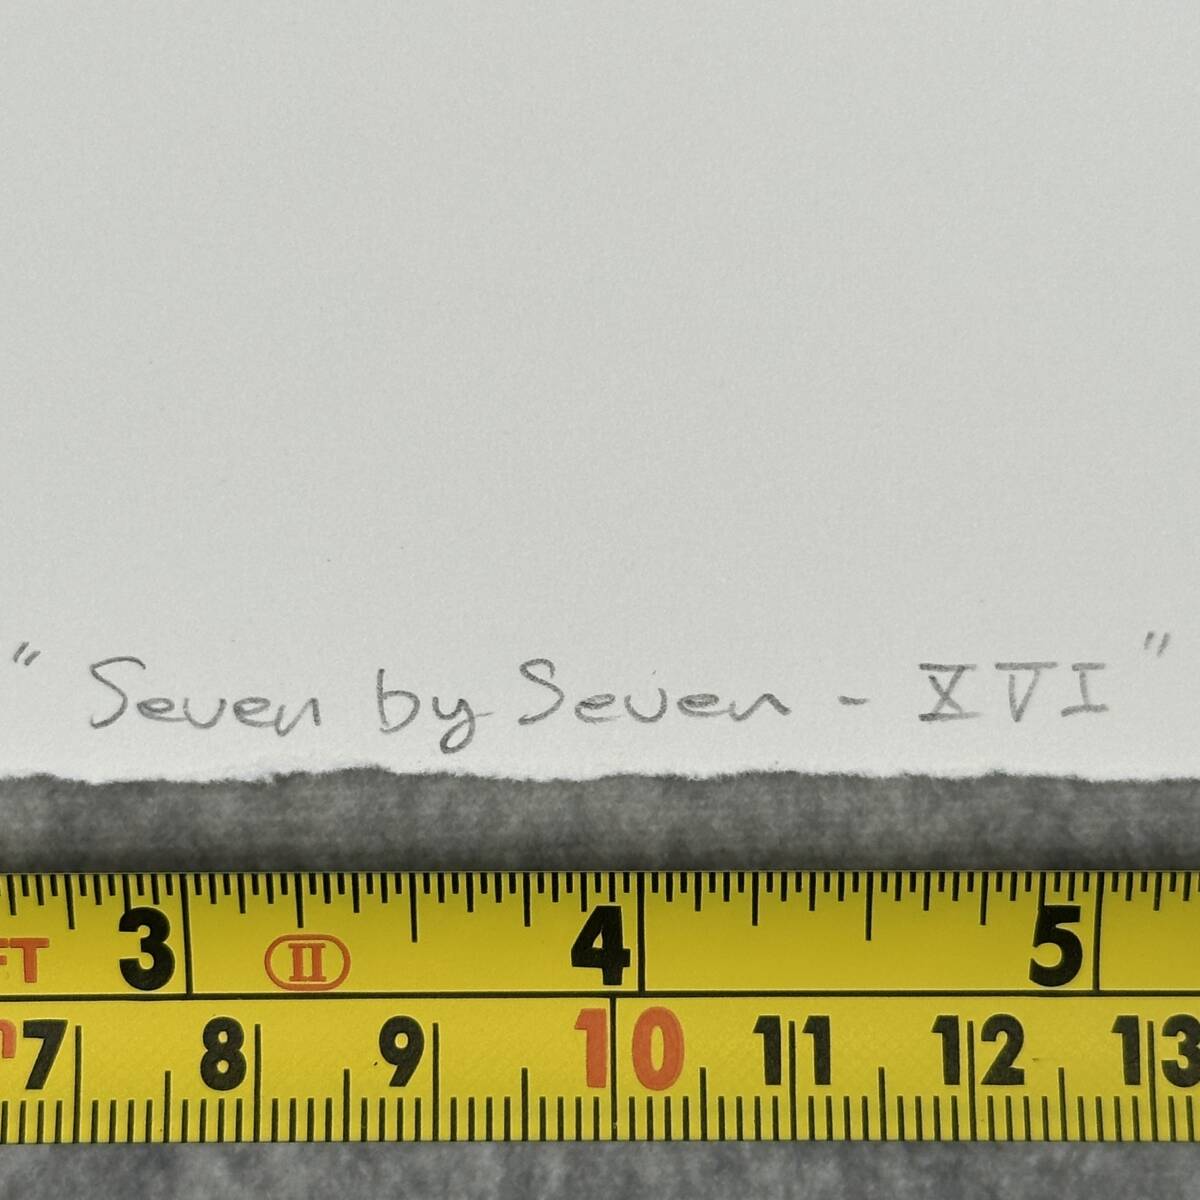 "Seven by Seven - XVI"
FT 3 II 4 5
m 7 8 9 10 11 12 13